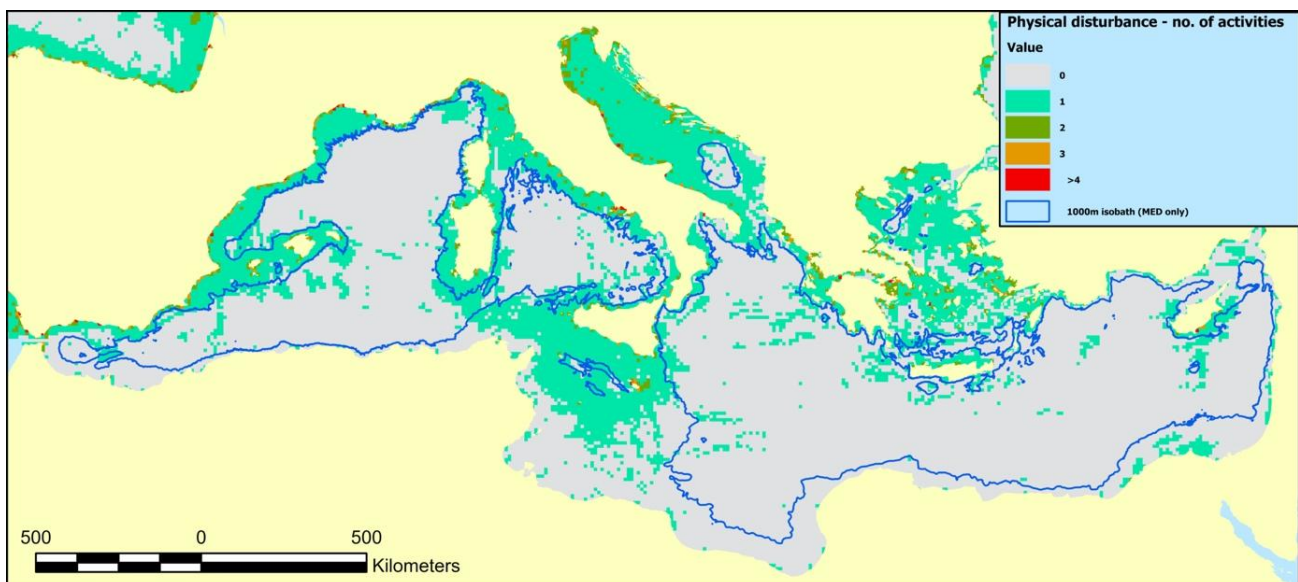 Physical disturbance - no. of activities
Value
0
1
2
3
>4
1000m isobath (MED only)
500 0 500
Kilometers